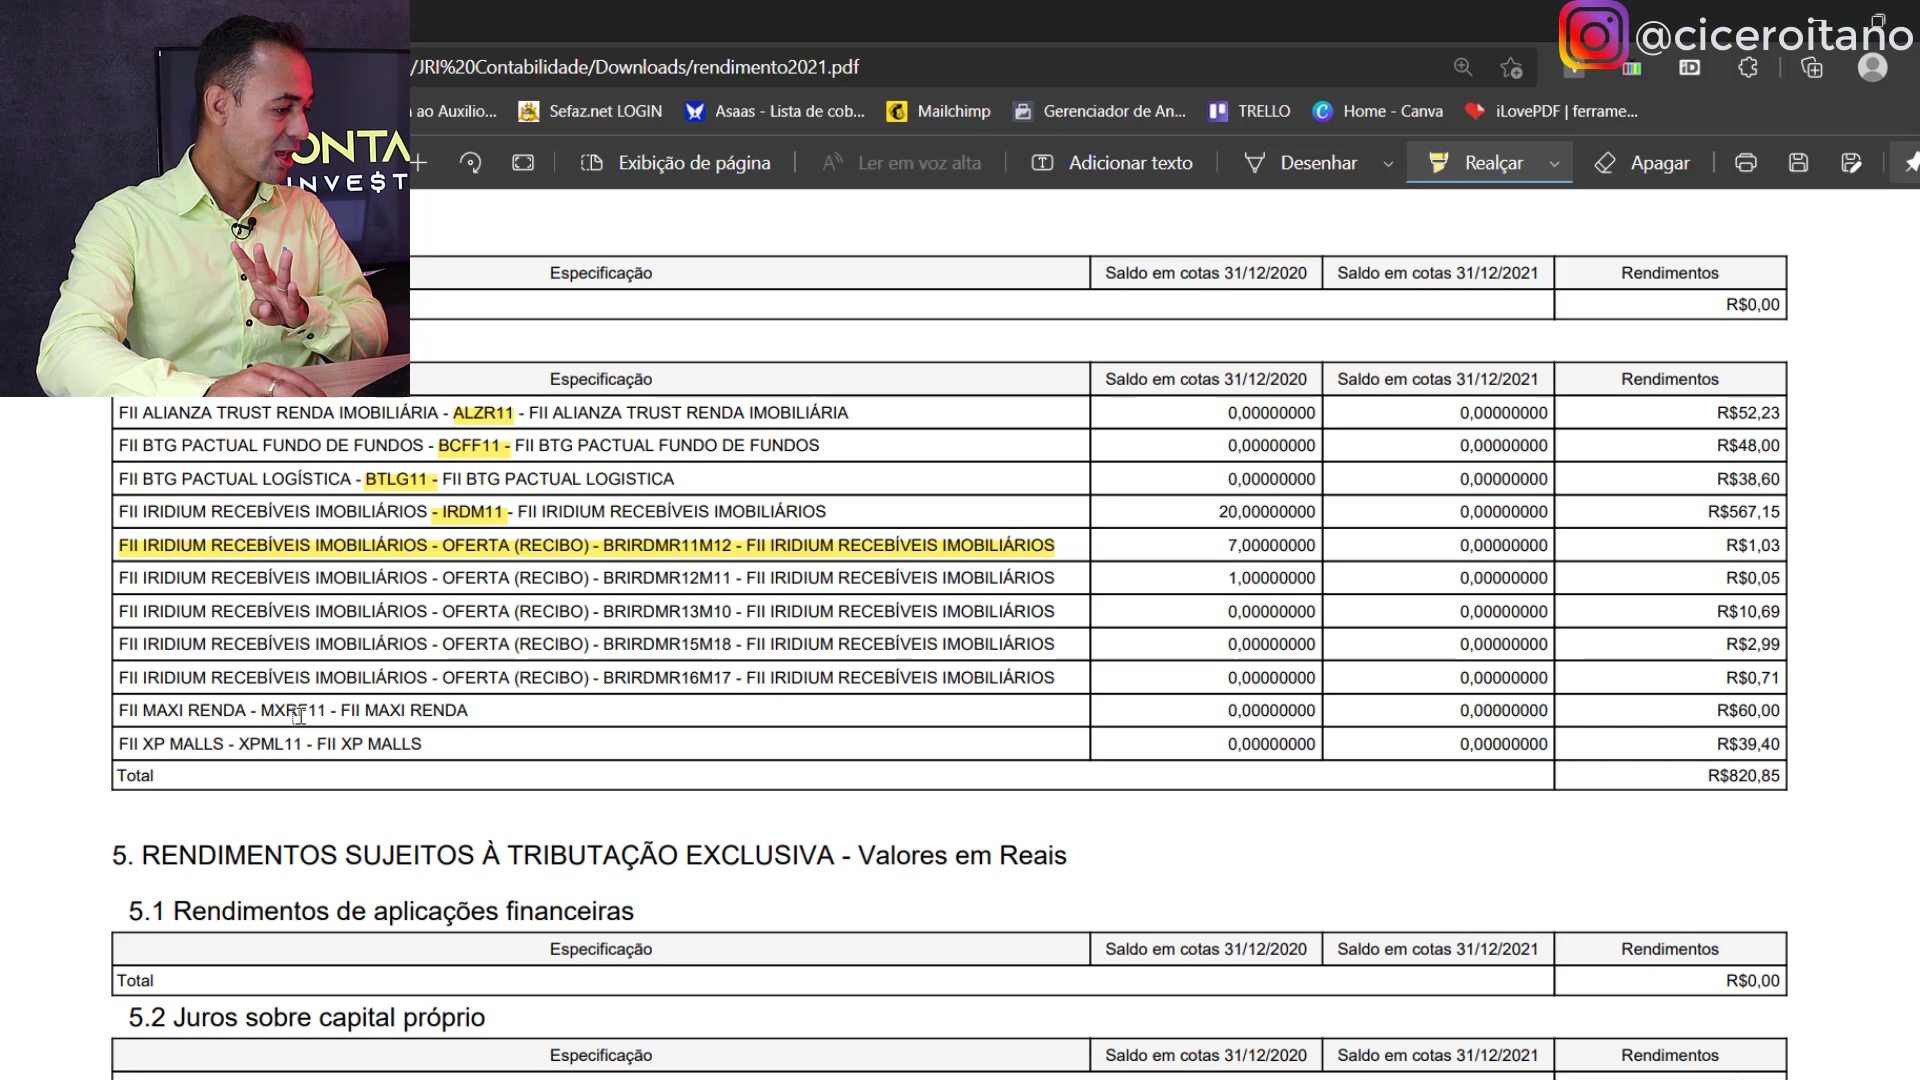 @ciceroitano
/JRI%20Contabilidade/Downloads/rendimento2021.pdf
ao Auxilio... Sefaz.net LOGIN Asaas - Lista de cob... Mailchimp Gerenciador de An... TRELLO Home - Canva iLovePDF | ferrame...
Exibição de página Ler em voz alta Adicionar texto Desenhar Realçar Apagar
ONTA
INVE$T
Especificação Saldo em cotas 31/12/2020 Saldo em cotas 31/12/2021 Rendimentos
R$0,00
Especificação Saldo em cotas 31/12/2020 Saldo em cotas 31/12/2021 Rendimentos
FII ALIANZA TRUST RENDA IMOBILIÁRIA - ALZR11 - FII ALIANZA TRUST RENDA IMOBILIÁRIA 0,00000000 0,00000000 R$52,23
FII BTG PACTUAL FUNDO DE FUNDOS - BCFF11 - FII BTG PACTUAL FUNDO DE FUNDOS 0,00000000 0,00000000 R$48,00
FII BTG PACTUAL LOGÍSTICA - BTLG11 - FII BTG PACTUAL LOGISTICA 0,00000000 0,00000000 R$38,60
FII IRIDIUM RECEBÍVEIS IMOBILIÁRIOS - IRDM11 - FII IRIDIUM RECEBÍVEIS IMOBILIÁRIOS 20,00000000 0,00000000 R$567,15
FII IRIDIUM RECEBÍVEIS IMOBILIÁRIOS - OFERTA (RECIBO) - BRIRDMR11M12 - FII IRIDIUM RECEBÍVEIS IMOBILIÁRIOS 7,00000000 0,00000000 R$1,03
FII IRIDIUM RECEBÍVEIS IMOBILIÁRIOS - OFERTA (RECIBO) - BRIRDMR12M11 - FII IRIDIUM RECEBÍVEIS IMOBILIÁRIOS 1,00000000 0,00000000 R$0,05
FII IRIDIUM RECEBÍVEIS IMOBILIÁRIOS - OFERTA (RECIBO) - BRIRDMR13M10 - FII IRIDIUM RECEBÍVEIS IMOBILIÁRIOS 0,00000000 0,00000000 R$10,69
FII IRIDIUM RECEBÍVEIS IMOBILIÁRIOS - OFERTA (RECIBO) - BRIRDMR15M18 - FII IRIDIUM RECEBÍVEIS IMOBILIÁRIOS 0,00000000 0,00000000 R$2,99
FII IRIDIUM RECEBÍVEIS IMOBILIÁRIOS - OFERTA (RECIBO) - BRIRDMR16M17 - FII IRIDIUM RECEBÍVEIS IMOBILIÁRIOS 0,00000000 0,00000000 R$0,71
FII MAXI RENDA - MXRF11 - FII MAXI RENDA 0,00000000 0,00000000 R$60,00
FII XP MALLS - XPML11 - FII XP MALLS 0,00000000 0,00000000 R$39,40
Total R$820,85
5. RENDIMENTOS SUJEITOS À TRIBUTAÇÃO EXCLUSIVA - Valores em Reais
5.1 Rendimentos de aplicações financeiras
Especificação Saldo em cotas 31/12/2020 Saldo em cotas 31/12/2021 Rendimentos
Total R$0,00
5.2 Juros sobre capital próprio
Especificação Saldo em cotas 31/12/2020 Saldo em cotas 31/12/2021 Rendimentos